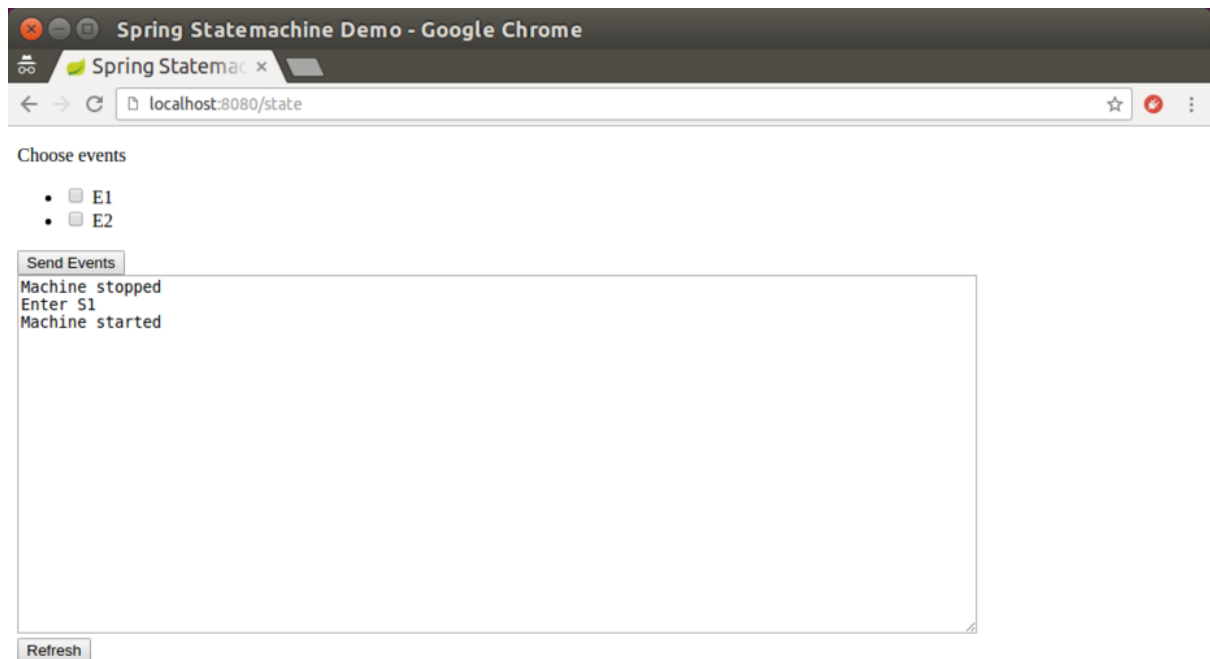 Spring Statemachine Demo - Google Chrome
Spring Statemac
localhost:8080/state
Choose events
E1
E2
Send Events
Machine stopped
Enter S1
Machine started
Refresh